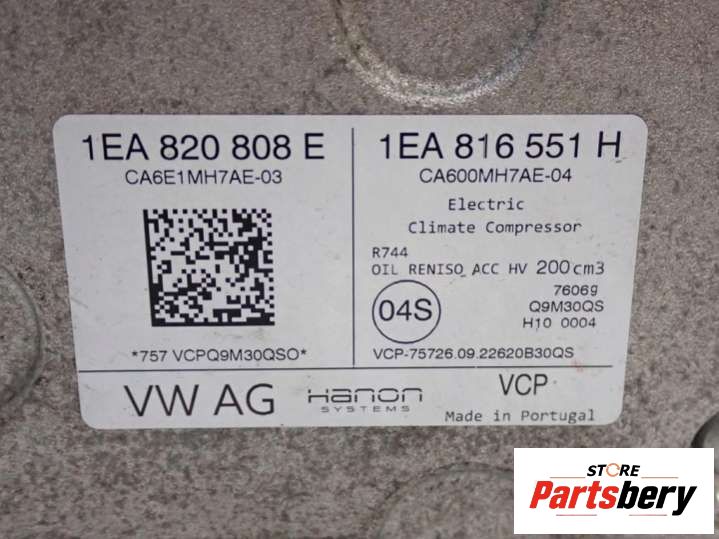 1EA 820 808 E
CA6E1MH7AE-03
*757 VCPQ9M30QSO*
1EA 816 551 H
CA600MH7AE-04
Electric
Climate Compressor
R744
OIL RENISO ACC HV 200cm3
04S
7606g
Q9M30QS
H10 0004
VCP-75726.09.22620B30QS
VW AG
Hanon
SYSTEMS
VCP
Made in Portugal
STORE
Partsbery